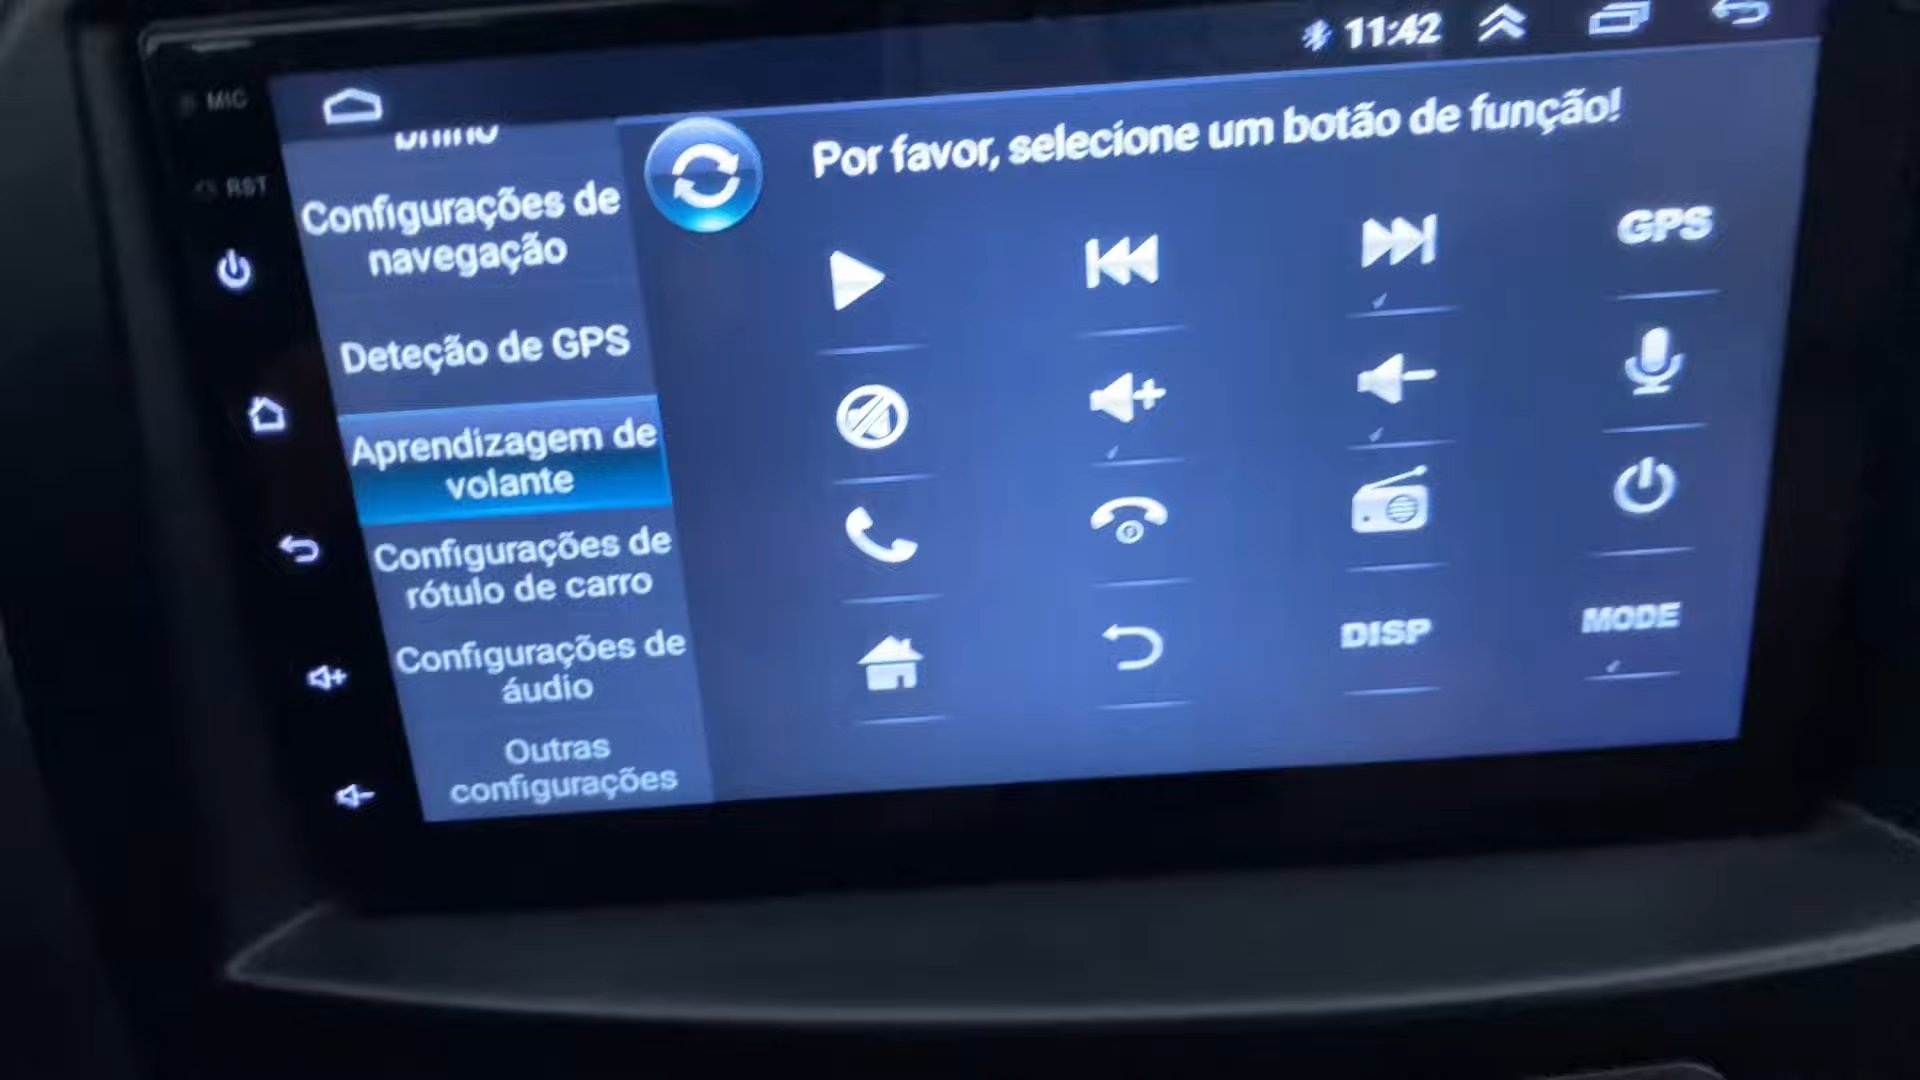 11:42
MIC
RST
Por favor, selecione um botão de função!
Configurações de
navegação
Deteção de GPS
Aprendizagem de
volante
Configurações de
rótulo de carro
Configurações de
áudio
Outras
configurações
GPS
DISP
MODE